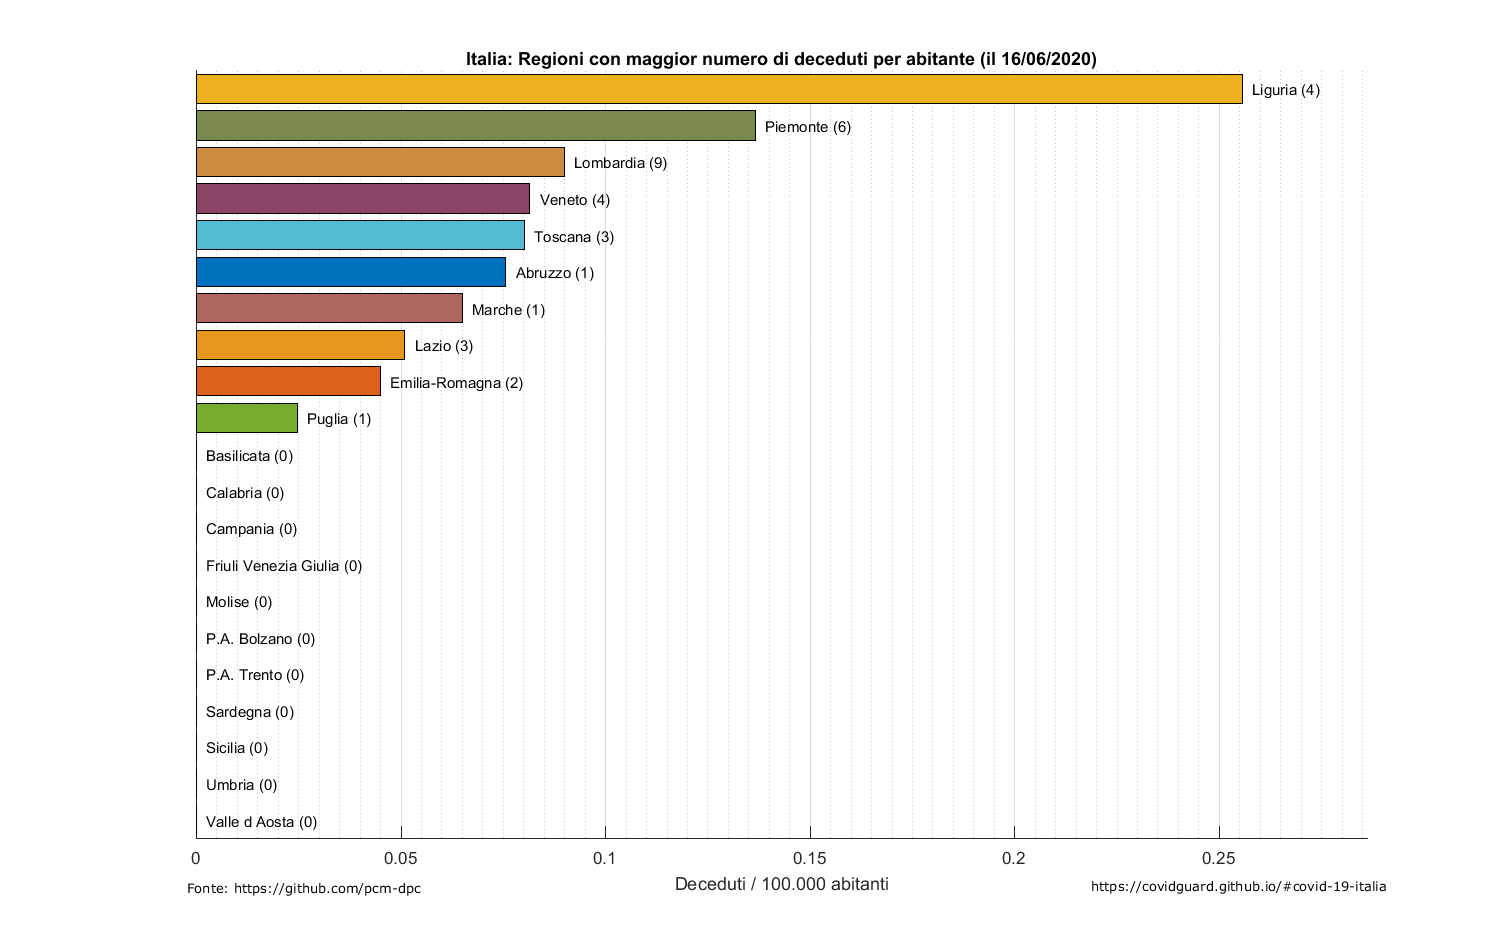 Italia: Regioni con maggior numero di deceduti per abitante (il 16/06/2020)
Liguria (4)
Piemonte (6)
Lombardia (9)
Veneto (4)
Toscana (3)
Abruzzo (1)
Marche (1)
Lazio (3)
Emilia-Romagna (2)
Puglia (1)
Basilicata (0)
Calabria (0)
Campania (0)
Friuli Venezia Giulia (0)
Molise (0)
P.A. Bolzano (0)
P.A. Trento (0)
Sardegna (0)
Sicilia (0)
Umbria (0)
Valle d Aosta (0)
0 0.05 0.1 0.15 0.2 0.25
Deceduti / 100.000 abitanti
Fonte: https://github.com/pcm-dpc
https://covidguard.github.io/#covid-19-italia